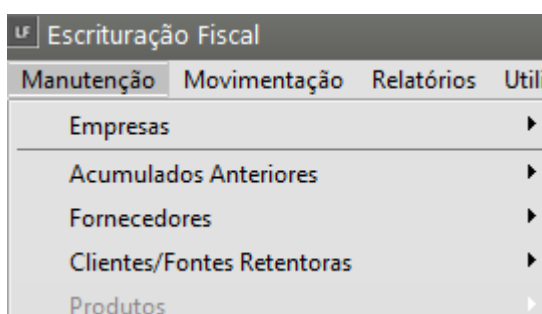 LF Escrituração Fiscal
Manutenção Movimentação Relatórios
Empresas
Acumulados Anteriores
Fornecedores
Clientes/Fontes Retentoras
Produtos